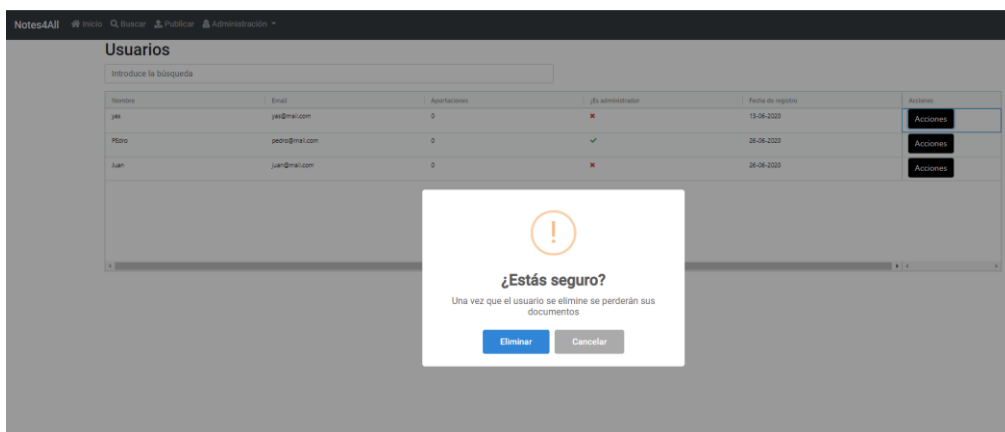 Notes4All Inicio Buscar Publicar Administración
Usuarios
Introduce la búsqueda
Nombre Email Aportaciones ¿Es administrador Fecha de registro Acciones
yas yas@mail.com 0 13-06-2020 Acciones
PEdro pedro@mail.com 0 26-06-2020 Acciones
Juan juan@mail.com 0 26-06-2020 Acciones
¿Estás seguro?
Una vez que el usuario se elimine se perderán sus
documentos
Eliminar Cancelar